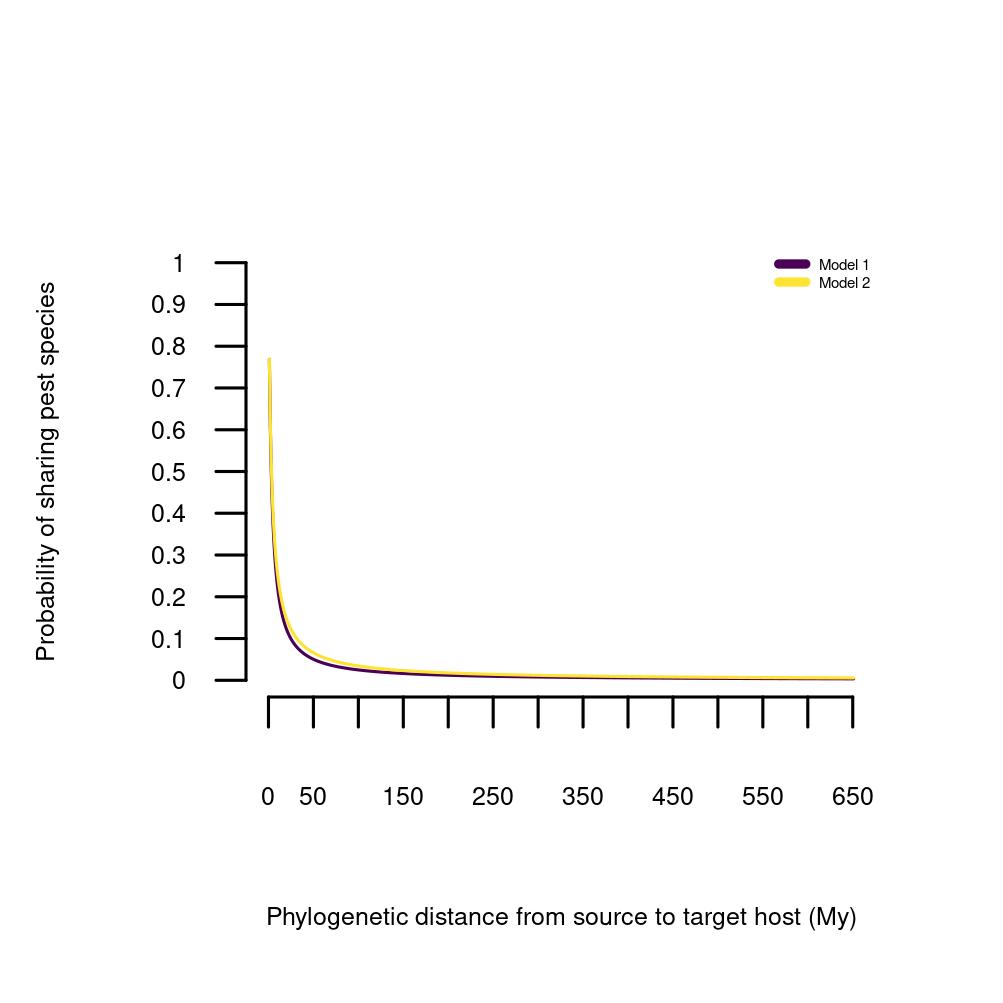 Model 1
Model 2
Probability of sharing pest species
1
0.9
0.8
0.7
0.6
0.5
0.4
0.3
0.2
0.1
0
0 50 150 250 350 450 550 650
Phylogenetic distance from source to target host (My)